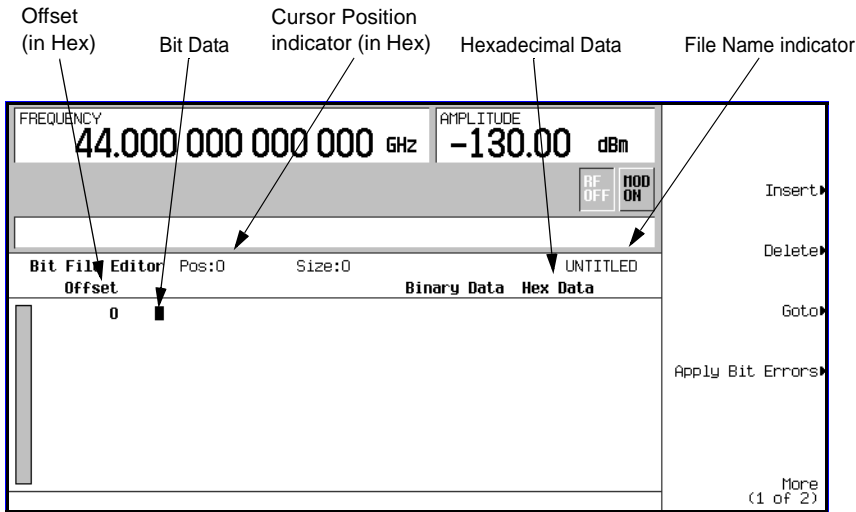 Offset
(in Hex)
Bit Data
Cursor Position
indicator (in Hex)
Hexadecimal Data
File Name indicator
FREQUENCY
44.000 000 000 000 GHz
AMPLITUDE
-130.00 dBm
RF
OFF
MOD
ON
Bit File Editor Pos:0 Size:0 UNTITLED
Offset Binary Data Hex Data
0
Insert
Delete
Goto
Apply Bit Errors
More
(1 of 2)